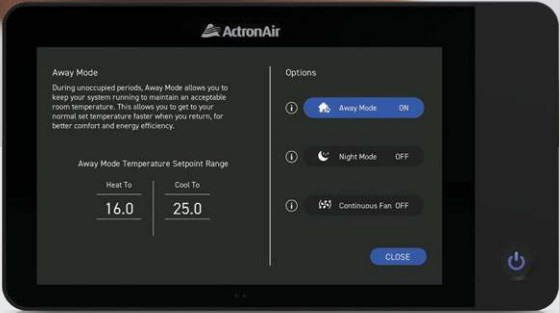 ActronAir
Away Mode
During unoccupied periods, Away Mode allows you to
keep your system running to maintain an acceptable
room temperature. This allows you to get to your
normal set temperature faster when you return, for
better comfort and energy efficiency.
Away Mode Temperature Setpoint Range
Heat To
Cool To
16.0
25.0
Options
Away Mode ON
Night Mode OFF
Continuous Fan OFF
CLOSE